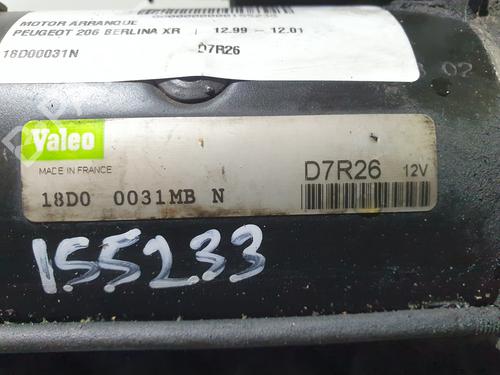 MOTOR ARRANQUE
PEUGEOT 206 BERLINA XR | 12.99 – 12.01
18D00031N D7R26
02
Valeo
MADE IN FRANCE
D7R26 12V
18D0 0031MB N
155233